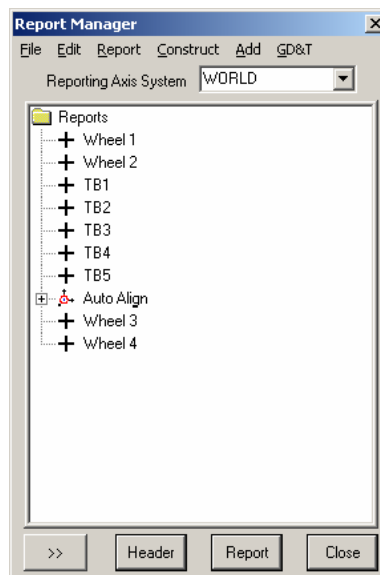 Report Manager
File Edit Report Construct Add GD&T
Reporting Axis System WORLD
Reports
Wheel 1
Wheel 2
TB1
TB2
TB3
TB4
TB5
Auto Align
Wheel 3
Wheel 4
>> Header Report Close